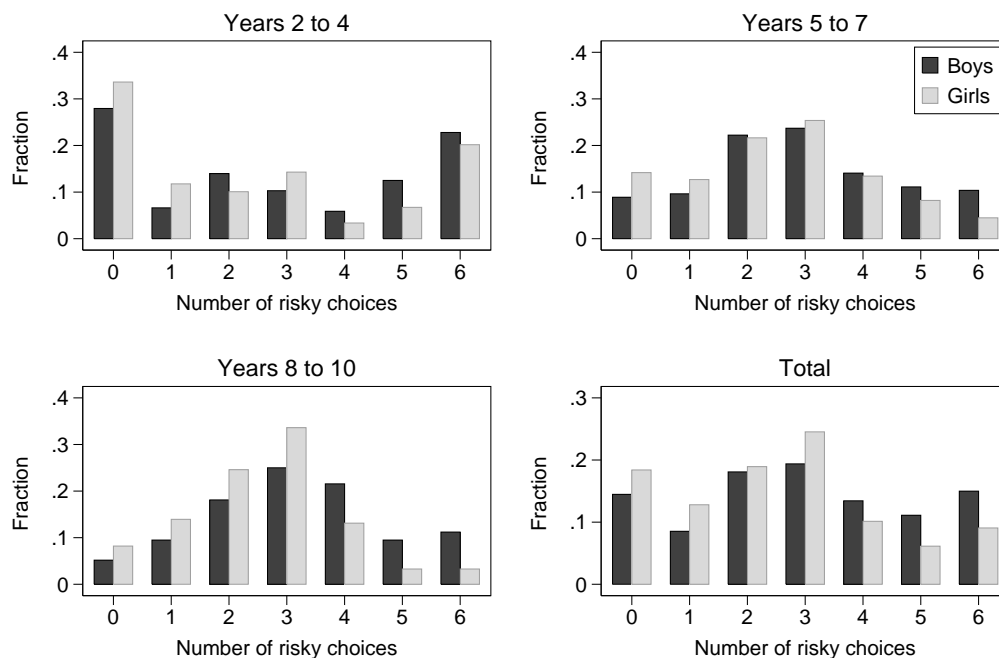 Years 2 to 4
.4
.3
.2
.1
0
Fraction
0 1 2 3 4 5 6
Number of risky choices
Years 5 to 7
.4
.3
.2
.1
0
Fraction
Boys
Girls
0 1 2 3 4 5 6
Number of risky choices
Years 8 to 10
.4
.3
.2
.1
0
Fraction
0 1 2 3 4 5 6
Number of risky choices
Total
.3
.2
.1
0
Fraction
0 1 2 3 4 5 6
Number of risky choices